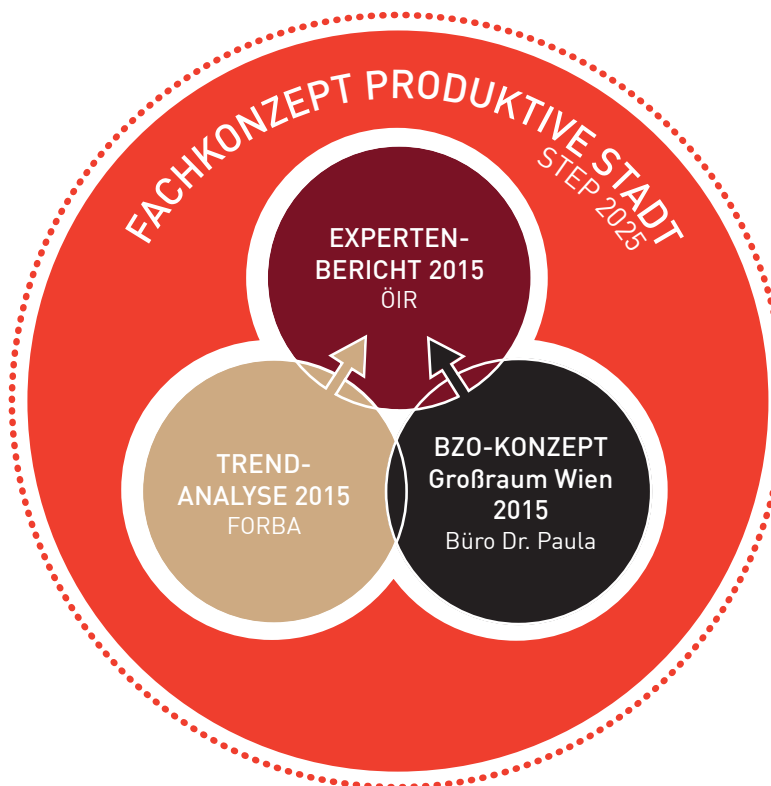 FACHKONZEPT PRODUKTIVE STADT
STEP 2025
EXPERTEN-
BERICHT 2015
ÖIR
TREND-
ANALYSE 2015
FORBA
BZO-KONZEPT
Großraum Wien
2015
Büro Dr. Paula